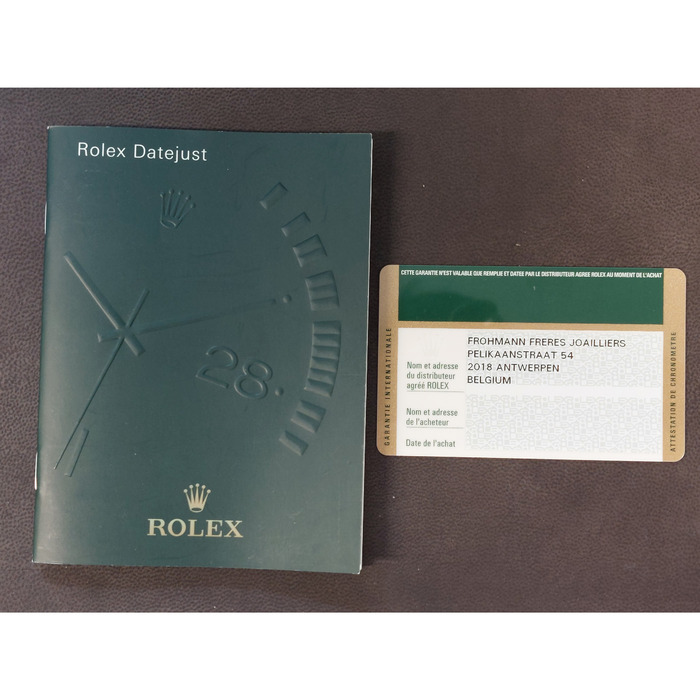 Rolex Datejust
28
ROLEX
CETTE GARANTIE N'EST VALABLE QUE REMPLIE ET DATEE PAR LE DISTRIBUTEUR AGREE ROLEX AU MOMENT DE L'ACHAT
GARANTIE INTERNATIONALE
FROHMANN FRERES JOAILLIERS
PELIKAANSTRAAT 54
2018 ANTWERPEN
BELGIUM
Nom et adresse
du distributeur
agréé ROLEX
Nom et adresse
de l'acheteur
Date de l'achat
ATTESTATION DE CHRONOMETRE